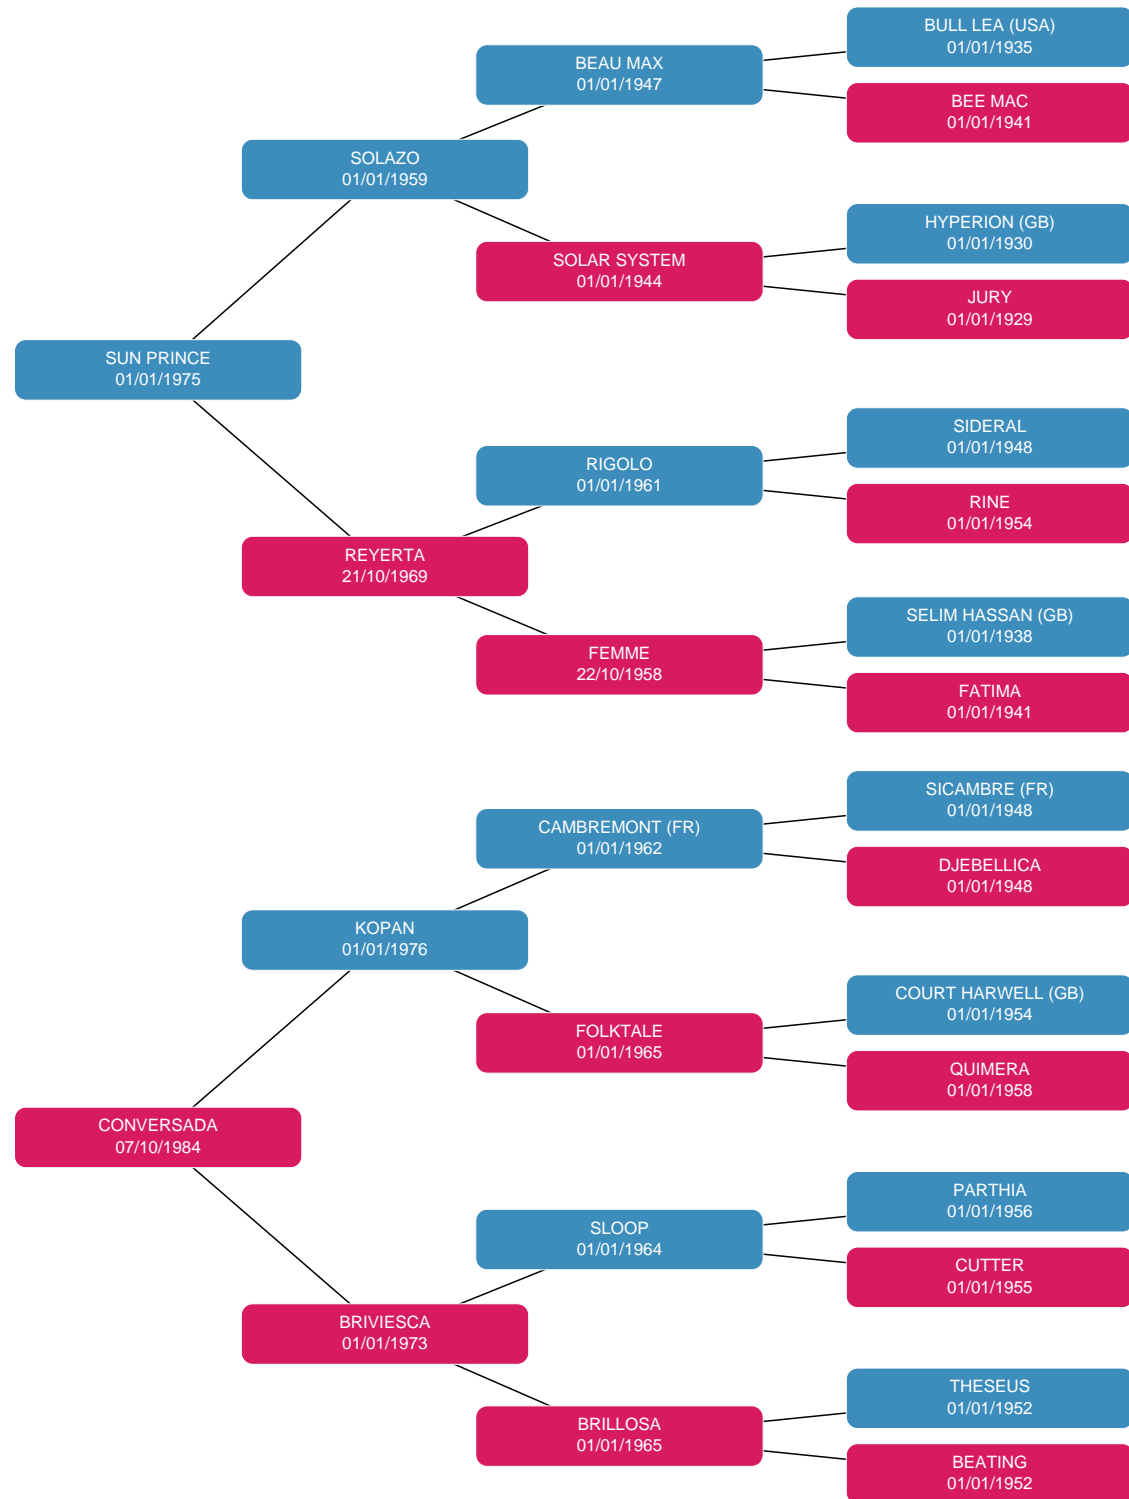 BULL LEA (USA)
01/01/1935
BEAU MAX
01/01/1947
BEE MAC
01/01/1941
SOLAZO
01/01/1959
HYPERION (GB)
01/01/1930
SOLAR SYSTEM
01/01/1944
JURY
01/01/1929
SUN PRINCE
01/01/1975
SIDERAL
01/01/1948
RIGOLO
01/01/1961
RINE
01/01/1954
REYERTA
21/10/1969
SELIM HASSAN (GB)
01/01/1938
FEMME
22/10/1958
FATIMA
01/01/1941
SICAMBRE (FR)
01/01/1948
CAMBREMONT (FR)
01/01/1962
DJEBELLICA
01/01/1948
KOPAN
01/01/1976
COURT HARWELL (GB)
01/01/1954
FOLKTALE
01/01/1965
QUIMERA
01/01/1958
CONVERSADA
07/10/1984
PARTHIA
01/01/1956
SLOOP
01/01/1964
CUTTER
01/01/1955
BRIVIESCA
01/01/1973
THESEUS
01/01/1952
BRILLOSA
01/01/1965
BEATING
01/01/1952